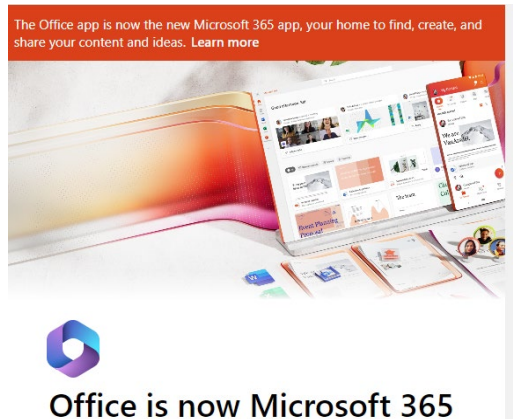 The Office app is now the new Microsoft 365 app, your home to find, create, and
share your content and ideas. Learn more
Office is now Microsoft 365